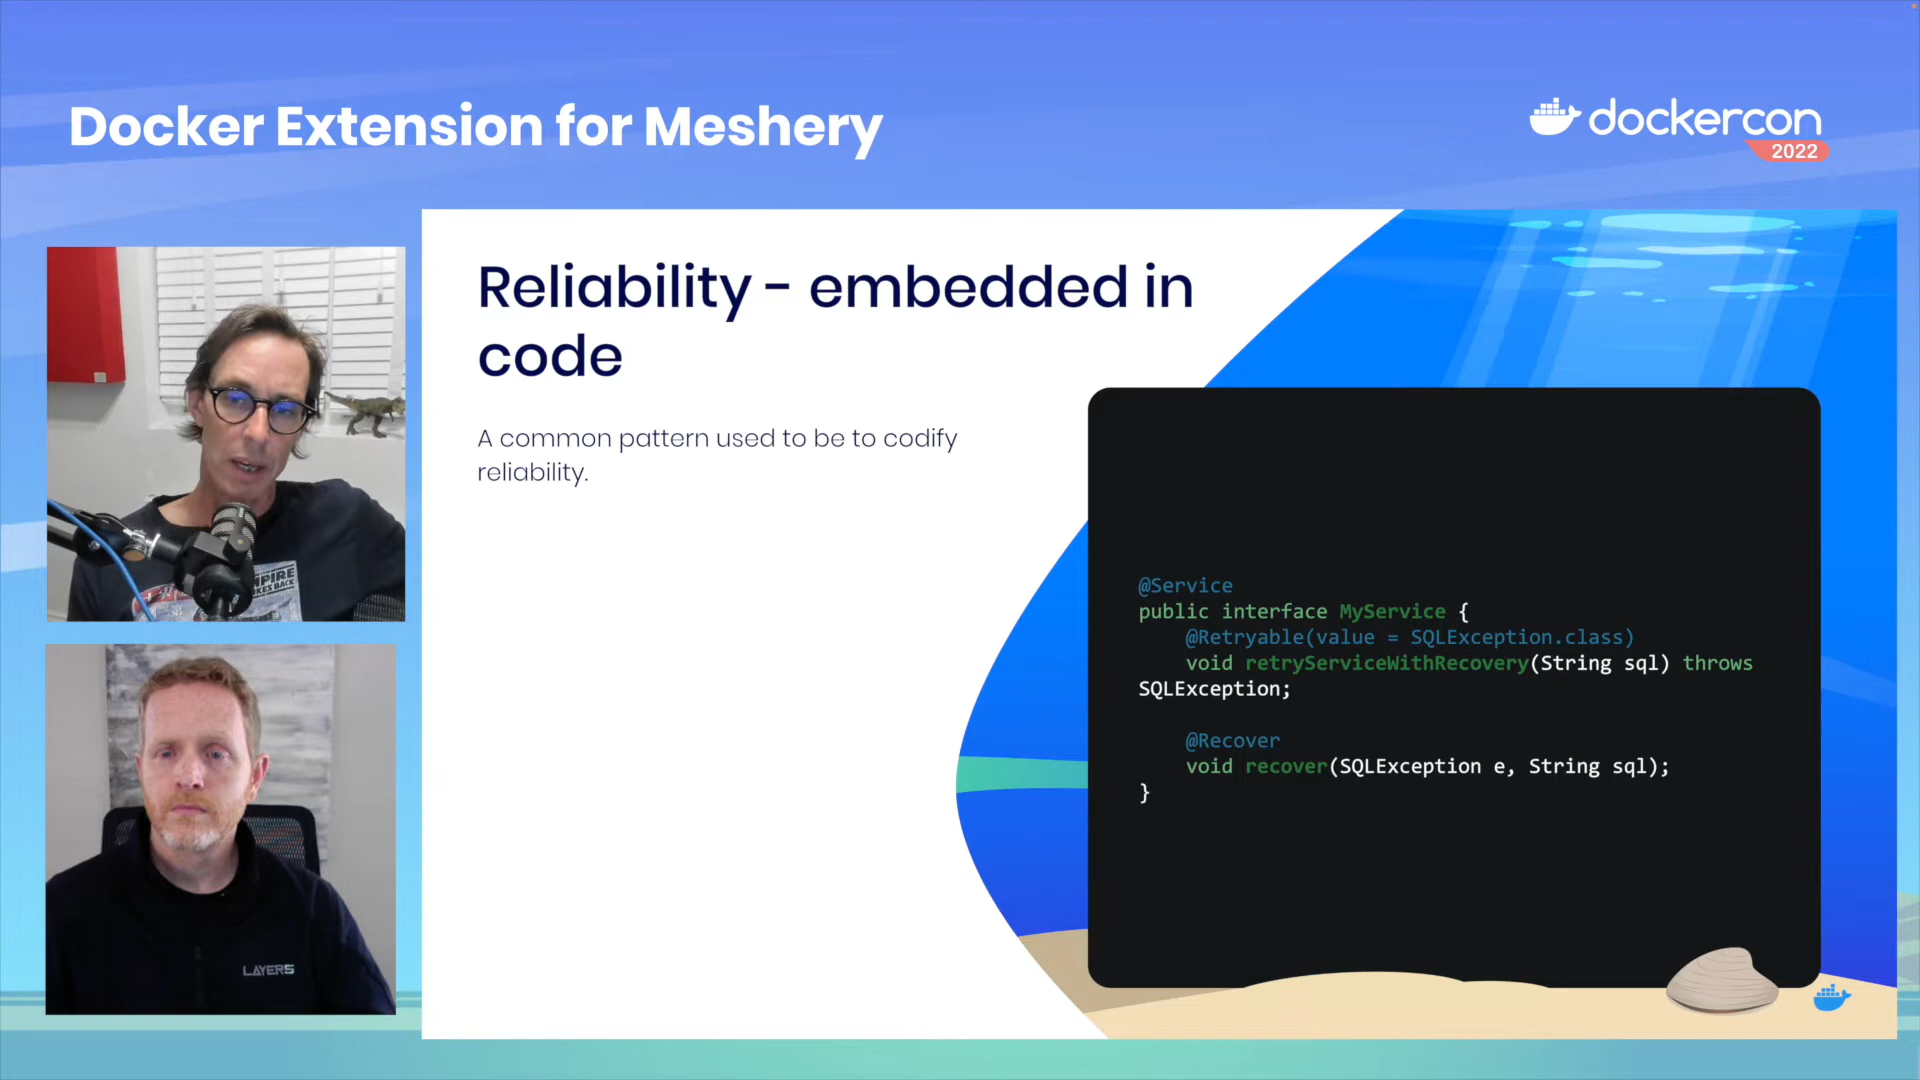 Docker Extension for Meshery
dockercon
2022
Reliability - embedded in
code
A common pattern used to be to codify
reliability.
@Service
public interface MyService {
@Retryable(value = SQLException.class)
void retryServiceWithRecovery(String sql) throws
SQLException;
@Recover
void recover(SQLException e, String sql);
}
LAYER5